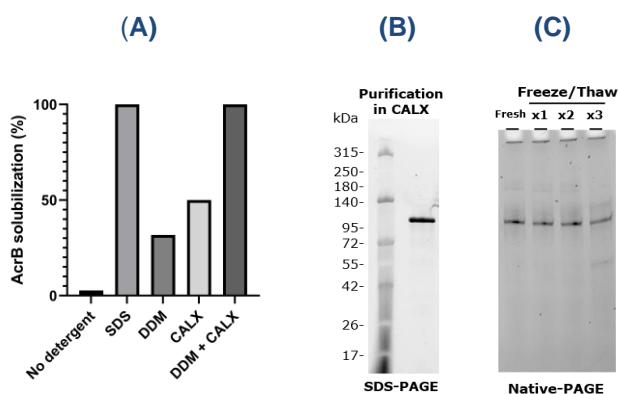 (A)
(B)
(C)
AcrB solubilization (%)
100
50
0
No detergent
SDS
DDM
CALX
DDM + CALX
Purification
in CALX
kDa
315-
250-
180-
140-
95-
72-
55-
42-
26-
17-
SDS-PAGE
Freeze/Thaw
Fresh x1 x2 x3
Native-PAGE